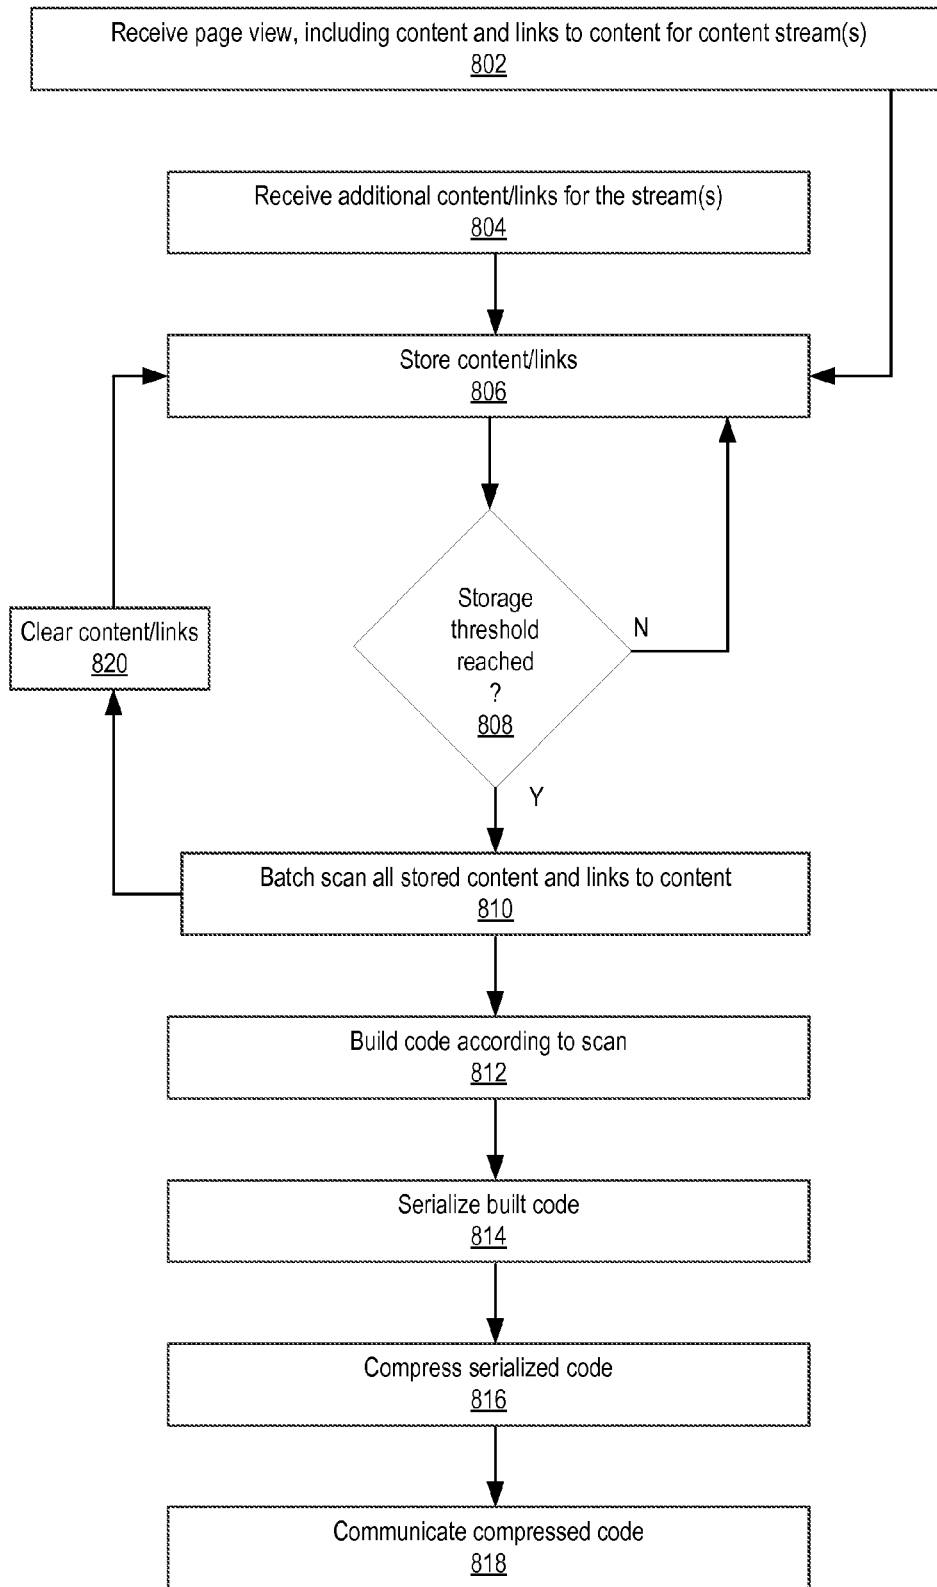 Receive page view, including content and links to content for content stream(s)
802
Receive additional content/links for the stream(s)
804
Store content/links
806
Storage
threshold
reached
?
808
N
Y
Clear content/links
820
Batch scan all stored content and links to content
810
Build code according to scan
812
Serialize built code
814
Compress serialized code
816
Communicate compressed code
818